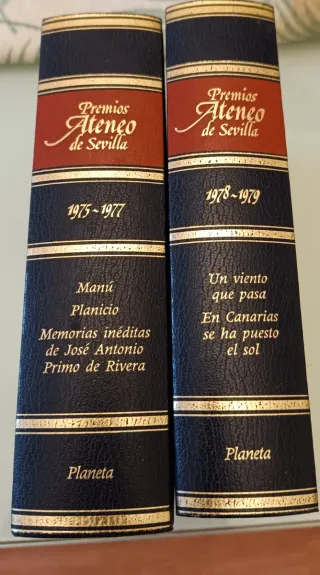 Premios
Ateneo
de Sevilla
1975~1977
Manú
Planicio
Memorias inéditas
de José Antonio
Primo de Rivera
Planeta
Premios
Ateneo
de Sevilla
1978~1979
Un viento
que pasa
En Canarias
se ha puesto
el sol
Planeta